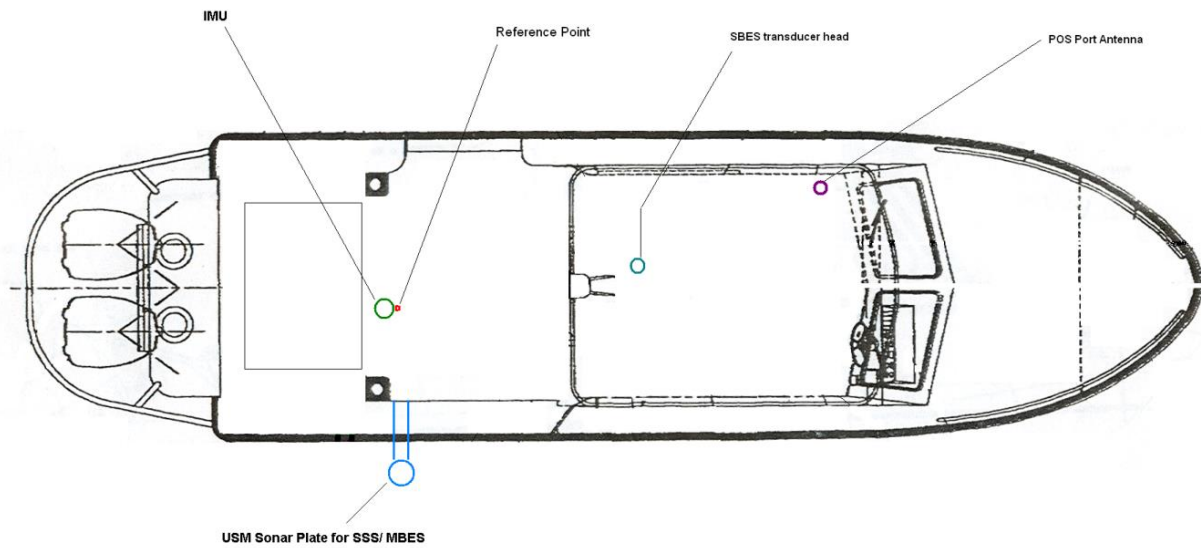 IMU
Reference Point
SBES transducer head
POS Port Antenna
USM Sonar Plate for SSS/ MBES